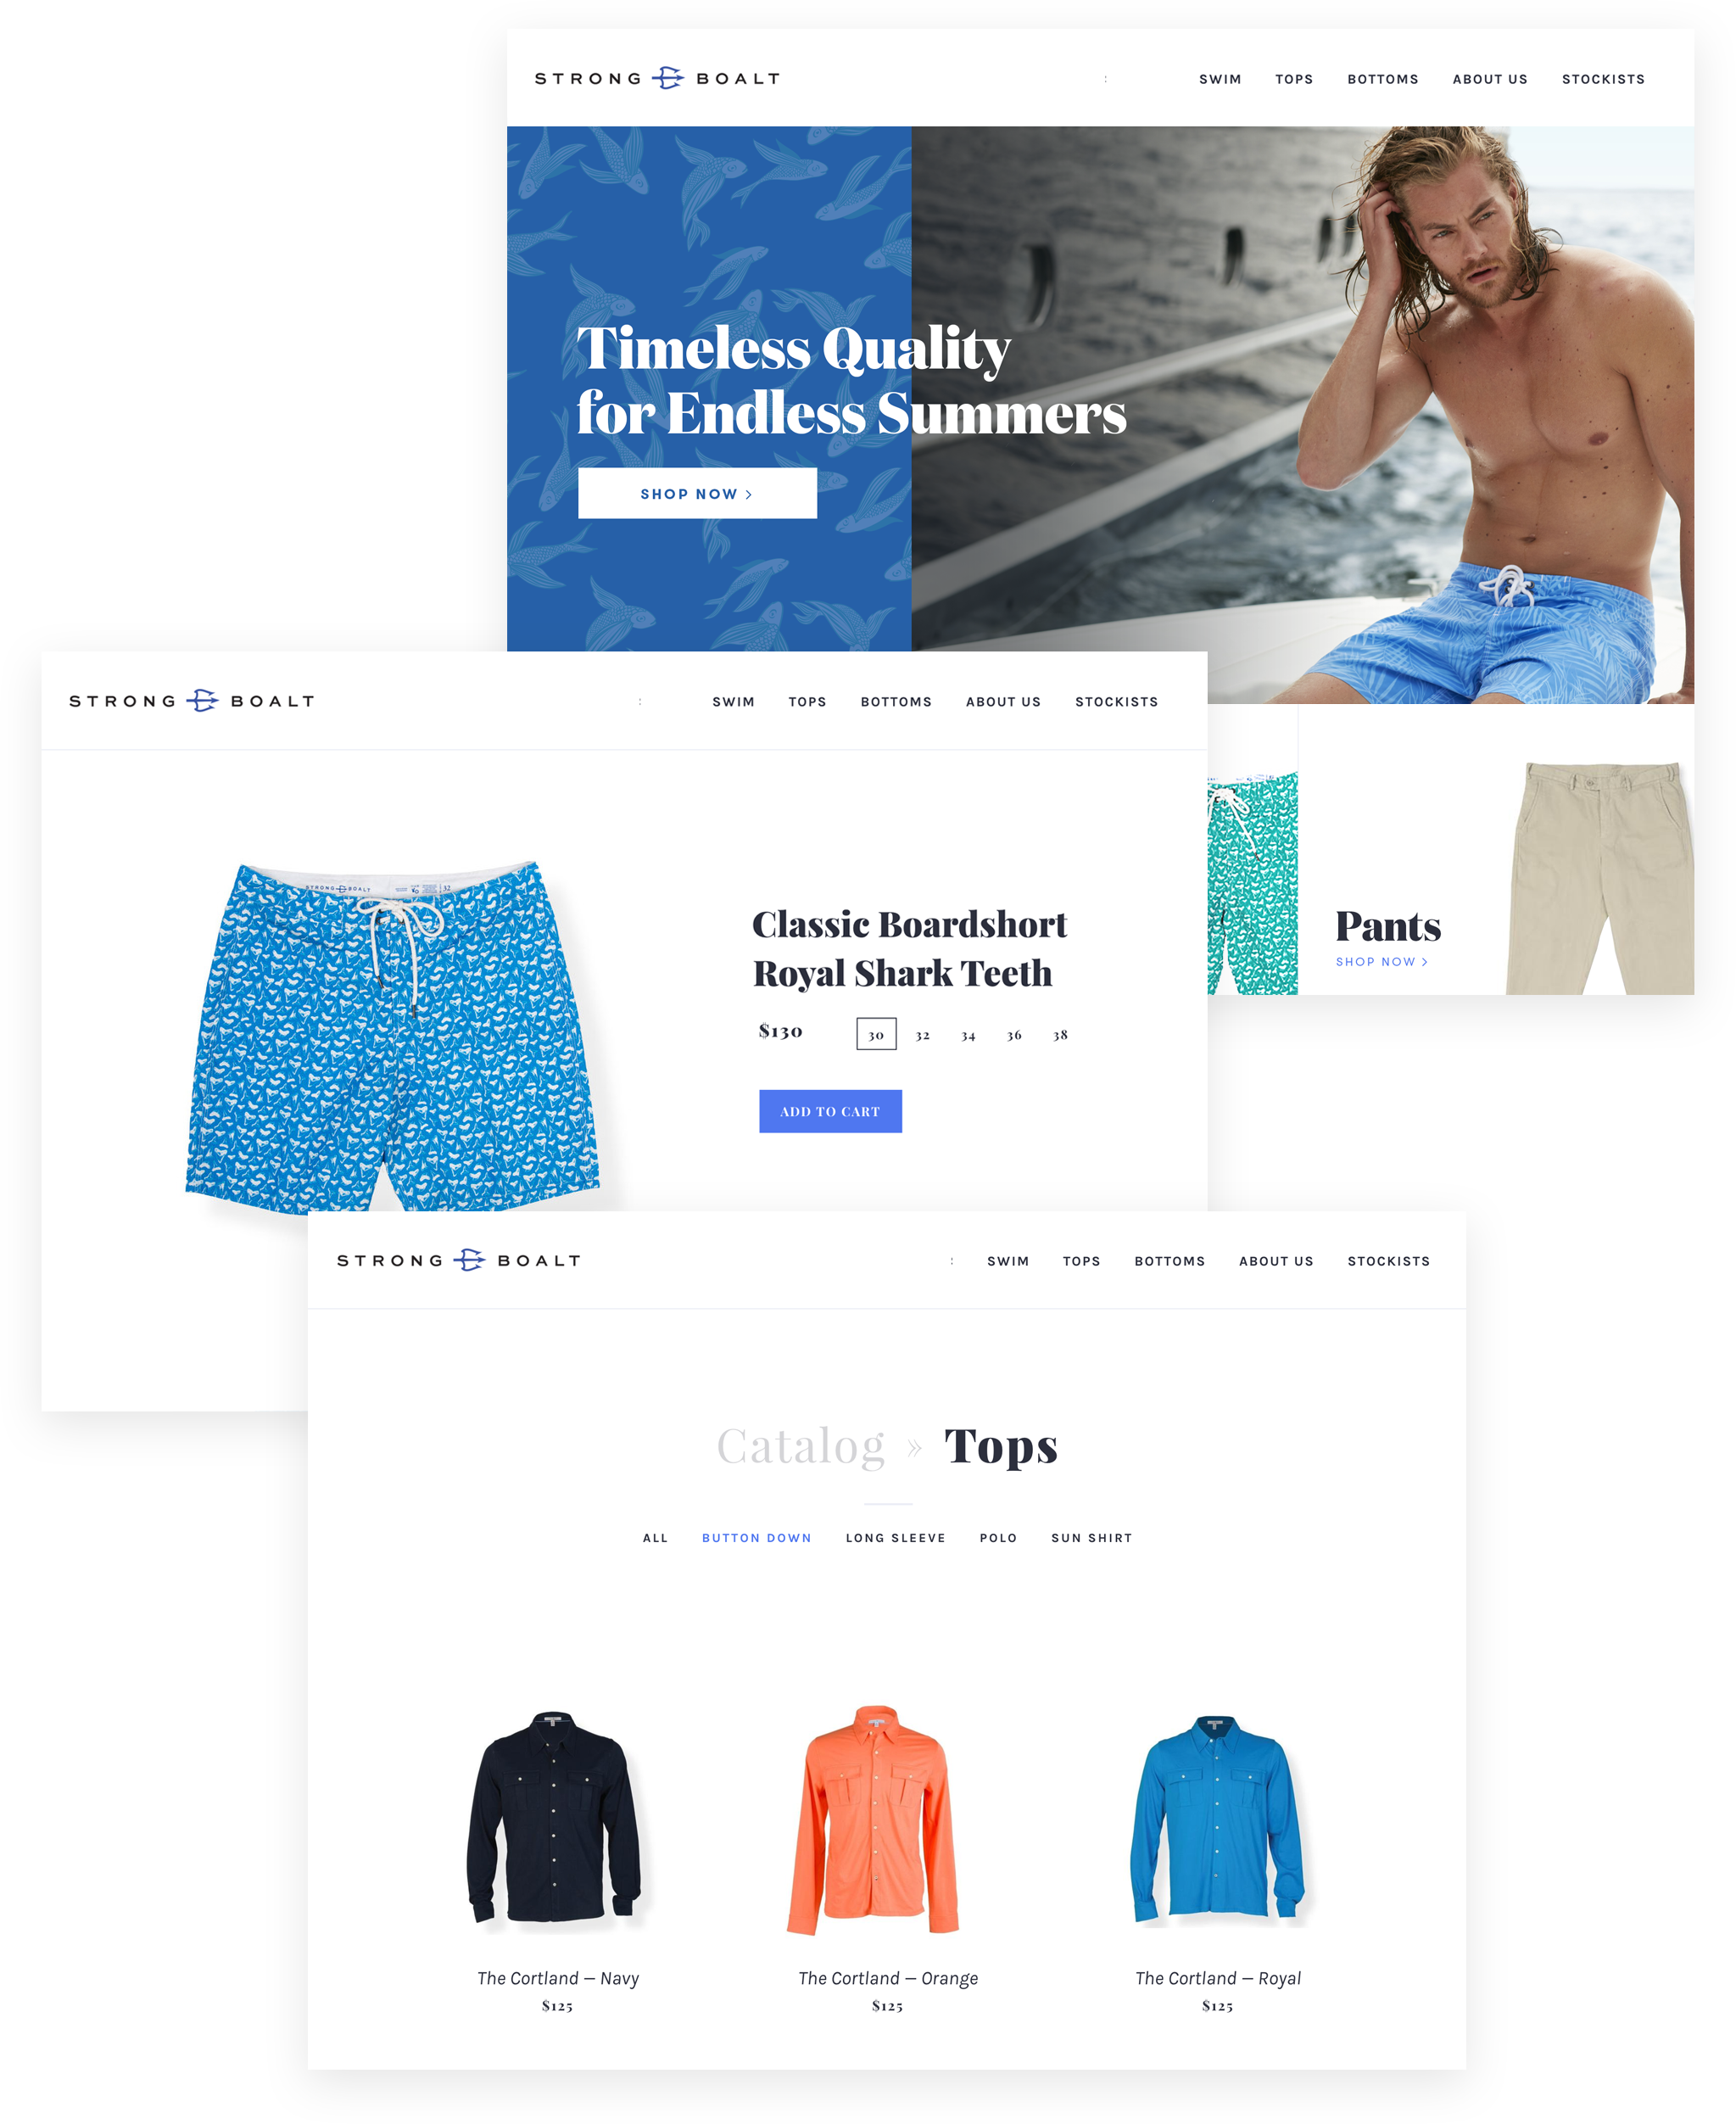 STRONG BOALT
SWIM TOPS BOTTOMS ABOUT US STOCKISTS
Timeless Quality
for Endless Summers
SHOP NOW >
Pants
SHOP NOW >
STRONG BOALT
SWIM TOPS BOTTOMS ABOUT US STOCKISTS
STRONG BOALT
32
Classic Boardshort
Royal Shark Teeth
$130 30 32 34 36 38
ADD TO CART
STRONG BOALT
SWIM TOPS BOTTOMS ABOUT US STOCKISTS
Catalog » Tops
ALL BUTTON DOWN LONG SLEEVE POLO SUN SHIRT
The Cortland — Navy
$125
The Cortland — Orange
$125
The Cortland — Royal
$125